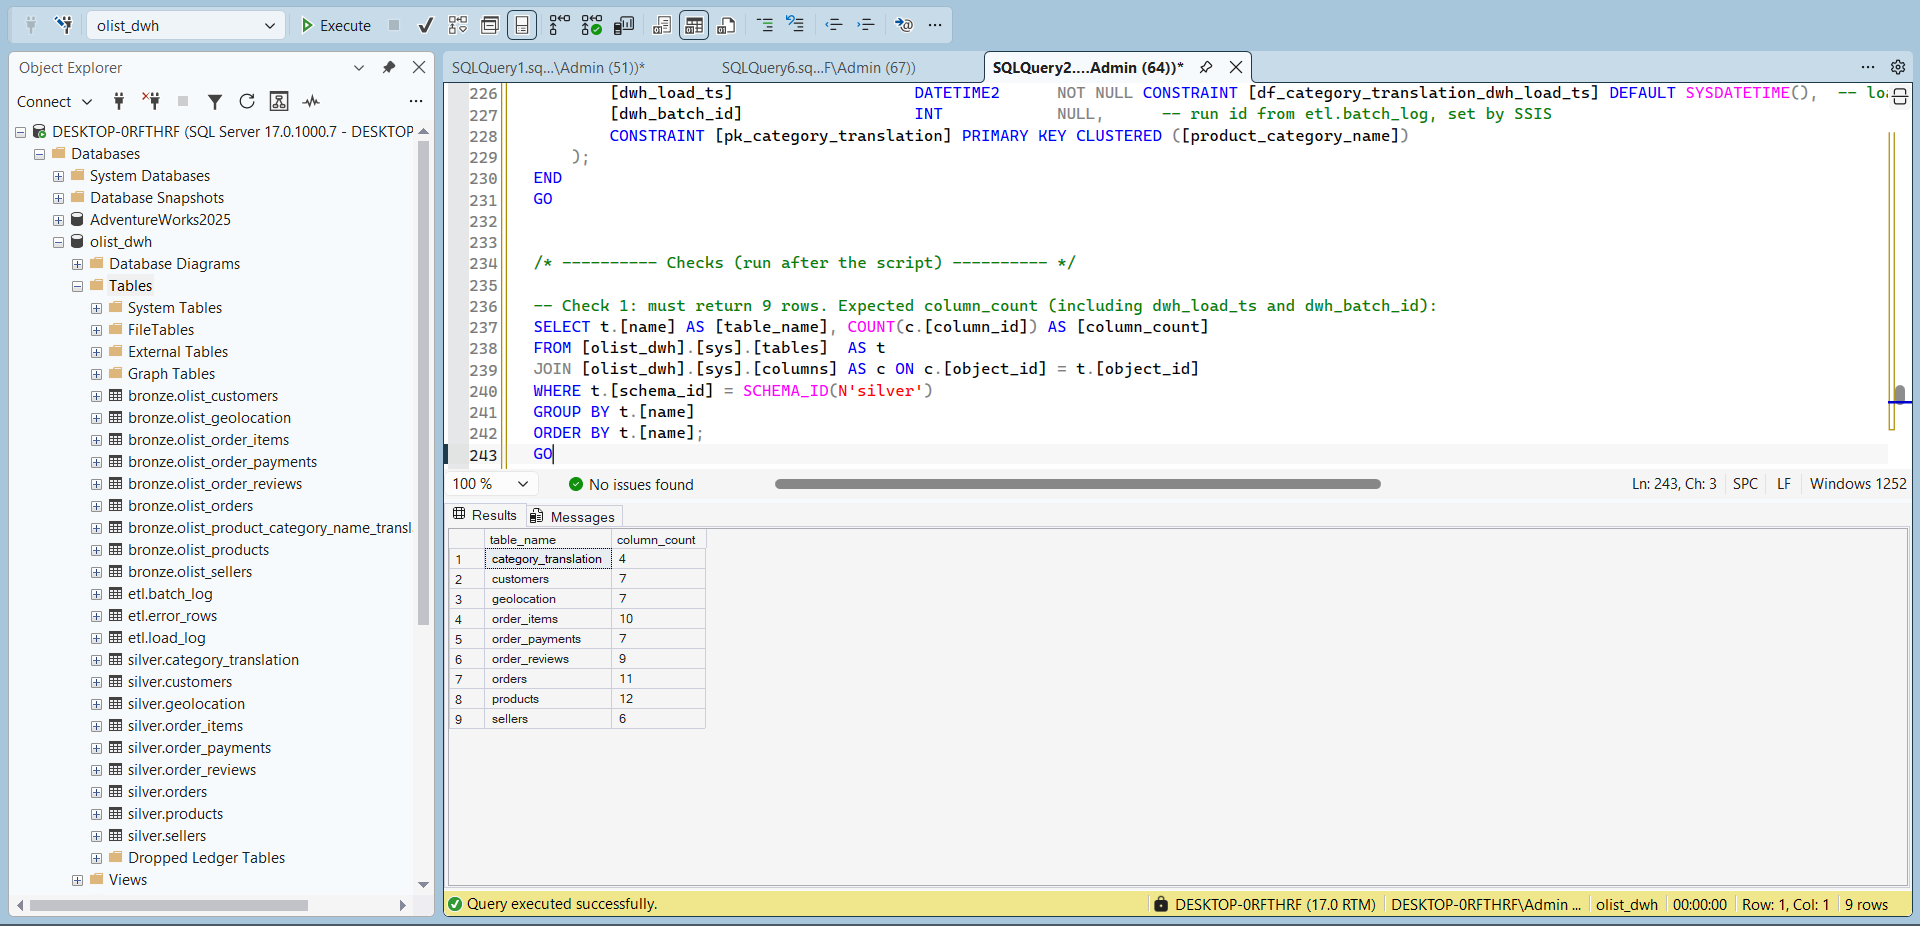 olist_dwh
Execute
Object Explorer
Connect
DESKTOP-0RFTHRF (SQL Server 17.0.1000.7 - DESKTOP
Databases
System Databases
Database Snapshots
AdventureWorks2025
olist_dwh
Database Diagrams
Tables
System Tables
FileTables
External Tables
Graph Tables
bronze.olist_customers
bronze.olist_geolocation
bronze.olist_order_items
bronze.olist_order_payments
bronze.olist_order_reviews
bronze.olist_orders
bronze.olist_product_category_name_transl
bronze.olist_products
bronze.olist_sellers
etl.batch_log
etl.error_rows
etl.load_log
silver.category_translation
silver.customers
silver.geolocation
silver.order_items
silver.order_payments
silver.order_reviews
silver.orders
silver.products
silver.sellers
Dropped Ledger Tables
Views
SQLQuery1.sq...\Admin (51))*
SQLQuery6.sq...F\Admin (67))
SQLQuery2....Admin (64))*
226 [dwh_load_ts] DATETIME2 NOT NULL CONSTRAINT [df_category_translation_dwh_load_ts] DEFAULT SYSDATETIME(), -- loa
227 [dwh_batch_id] INT NULL, -- run id from etl.batch_log, set by SSIS
228 CONSTRAINT [pk_category_translation] PRIMARY KEY CLUSTERED ([product_category_name])
229 );
230 END
231 GO
232
233
234 /* ---------- Checks (run after the script) ---------- */
235
236 -- Check 1: must return 9 rows. Expected column_count (including dwh_load_ts and dwh_batch_id):
237 SELECT t.[name] AS [table_name], COUNT(c.[column_id]) AS [column_count]
238 FROM [olist_dwh].[sys].[tables] AS t
239 JOIN [olist_dwh].[sys].[columns] AS c ON c.[object_id] = t.[object_id]
240 WHERE t.[schema_id] = SCHEMA_ID(N'silver')
241 GROUP BY t.[name]
242 ORDER BY t.[name];
243 GO
100 % No issues found Ln: 243, Ch: 3 SPC LF Windows 1252
Results Messages
table_name column_count
1 category_translation 4
2 customers 7
3 geolocation 7
4 order_items 10
5 order_payments 7
6 order_reviews 9
7 orders 11
8 products 12
9 sellers 6
Query executed successfully. DESKTOP-0RFTHRF (17.0 RTM) DESKTOP-0RFTHRF\Admin ... olist_dwh 00:00:00 Row: 1, Col: 1 9 rows